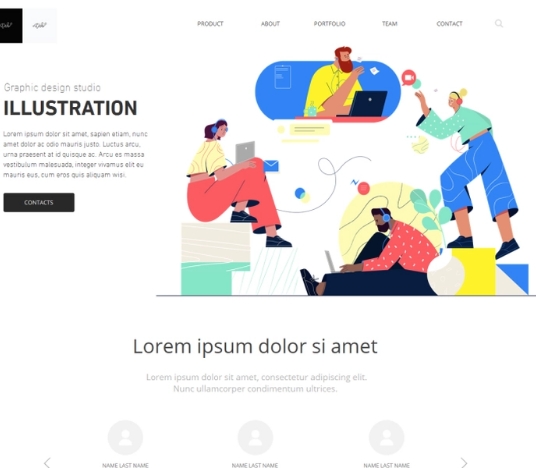 PRODUCT ABOUT PORTFOLIO TEAM CONTACT
Graphic design studio
ILLUSTRATION
Lorem ipsum dolor sit amet, sapien etiam, nunc
amet dolor ac odio mauris justo. Luctus arcu,
urna praesent at id quisque ac. Arcu es massa
vestibulum malesuada, integer vivamus elit eu
mauris eus, cum eros quis aliquam wisi.
CONTACTS
Lorem ipsum dolor si amet
Lorem ipsum dolor sit amet, consectetur adipiscing elit.
Nunc ullamcorper condimentum ultrices.
NAME LAST NAME NAME LAST NAME NAME LAST NAME